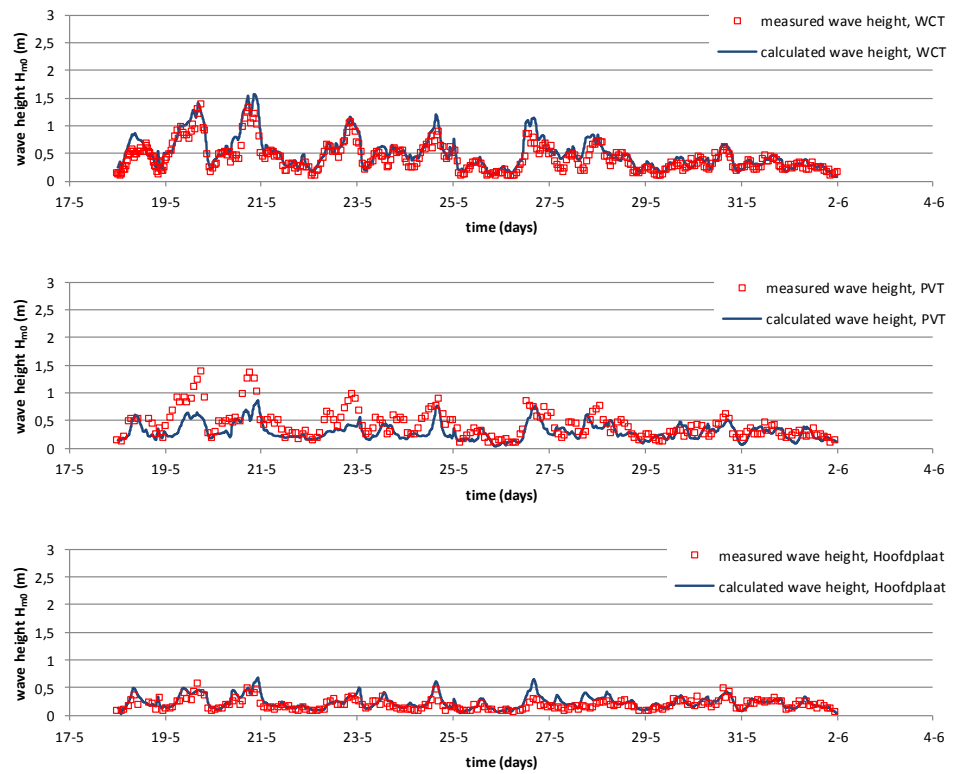 3
2,5
2
1,5
1
0,5
0
wave height Hm0 (m)
measured wave height, WCT
calculated wave height, WCT
17-5 19-5 21-5 23-5 25-5 27-5 29-5 31-5 2-6 4-6
time (days)
3
2,5
2
1,5
1
0,5
0
wave height Hm0 (m)
measured wave height, PVT
calculated wave height, PVT
17-5 19-5 21-5 23-5 25-5 27-5 29-5 31-5 2-6 4-6
time (days)
3
2,5
2
1,5
1
0,5
0
wave height Hm0 (m)
measured wave height, Hoofdplaat
calculated wave height, Hoofdplaat
17-5 19-5 21-5 23-5 25-5 27-5 29-5 31-5 2-6 4-6
time (days)